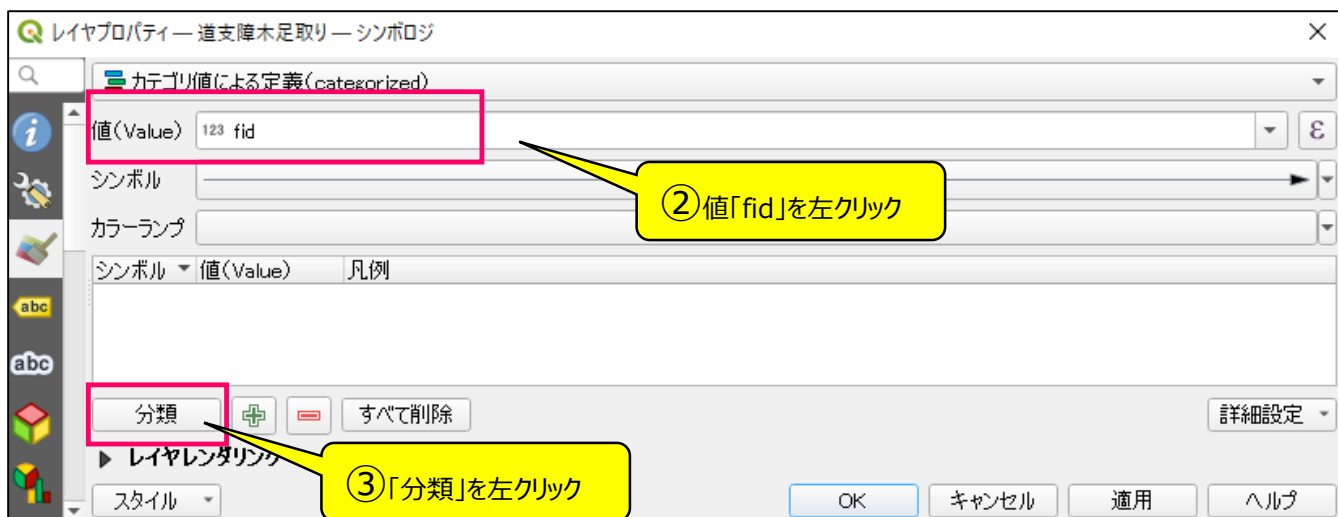 レイヤプロパティ — 道支障木足取り — シンボロジ
カテゴリ値による定義(categorized)
値(Value) 123 fid ε
シンボル
②値「fid」を左クリック
カラーランプ
シンボル 値(Value) 凡例
abc
abc
分類 すべて削除 詳細設定
レイヤレンダリング
③「分類」を左クリック
スタイル OK キャンセル 適用 ヘルプ